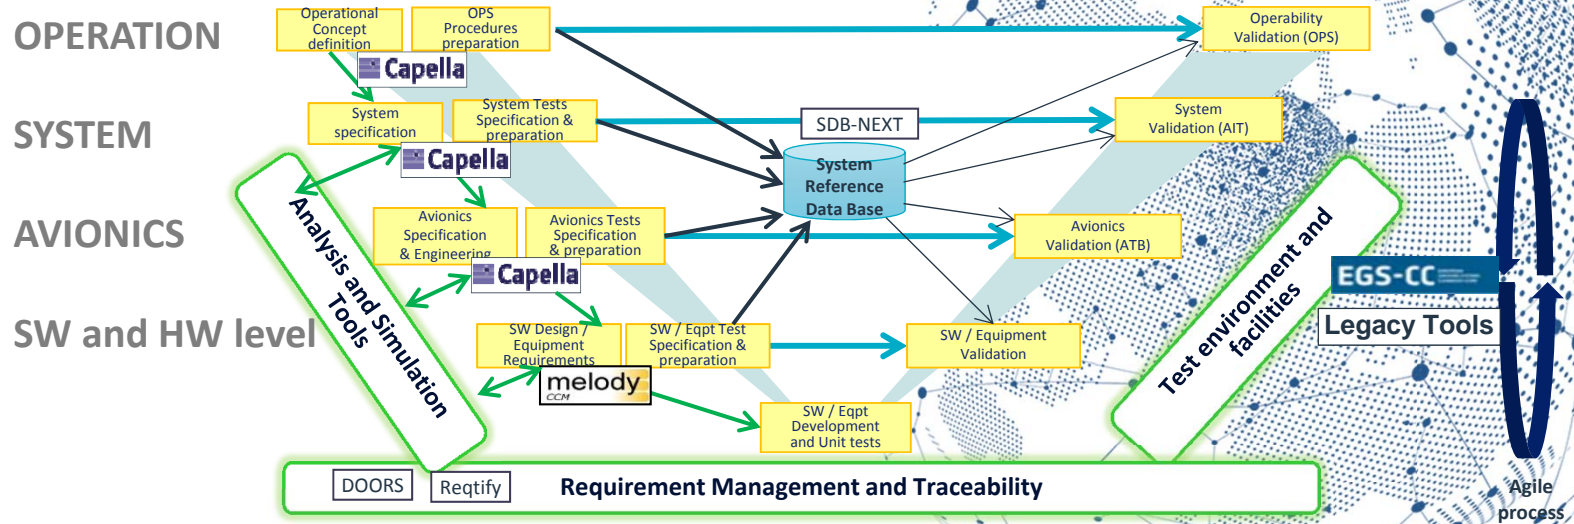 OPERATION
Operational
Concept
definition
OPS
Procedures
preparation
Operability
Validation (OPS)
Capella
SYSTEM
System
specification
System Tests
Specification &
preparation
SDB-NEXT
System
Validation (AIT)
Capella
System
Reference
Data Base
AVIONICS
Avionics
Specification
& Engineering
Avionics Tests
Specification
& preparation
Avionics
Validation (ATB)
Capella
Analysis and Simulation
Tools
Test environment and
facilities
EGS-CC
Legacy Tools
SW and HW level
SW Design /
Equipment
Requirements
SW / Eqpt Test
Specification &
preparation
SW / Equipment
Validation
melody
CCM
SW / Eqpt
Development
and Unit tests
DOORS
Reqtify
Requirement Management and Traceability
Agile
process